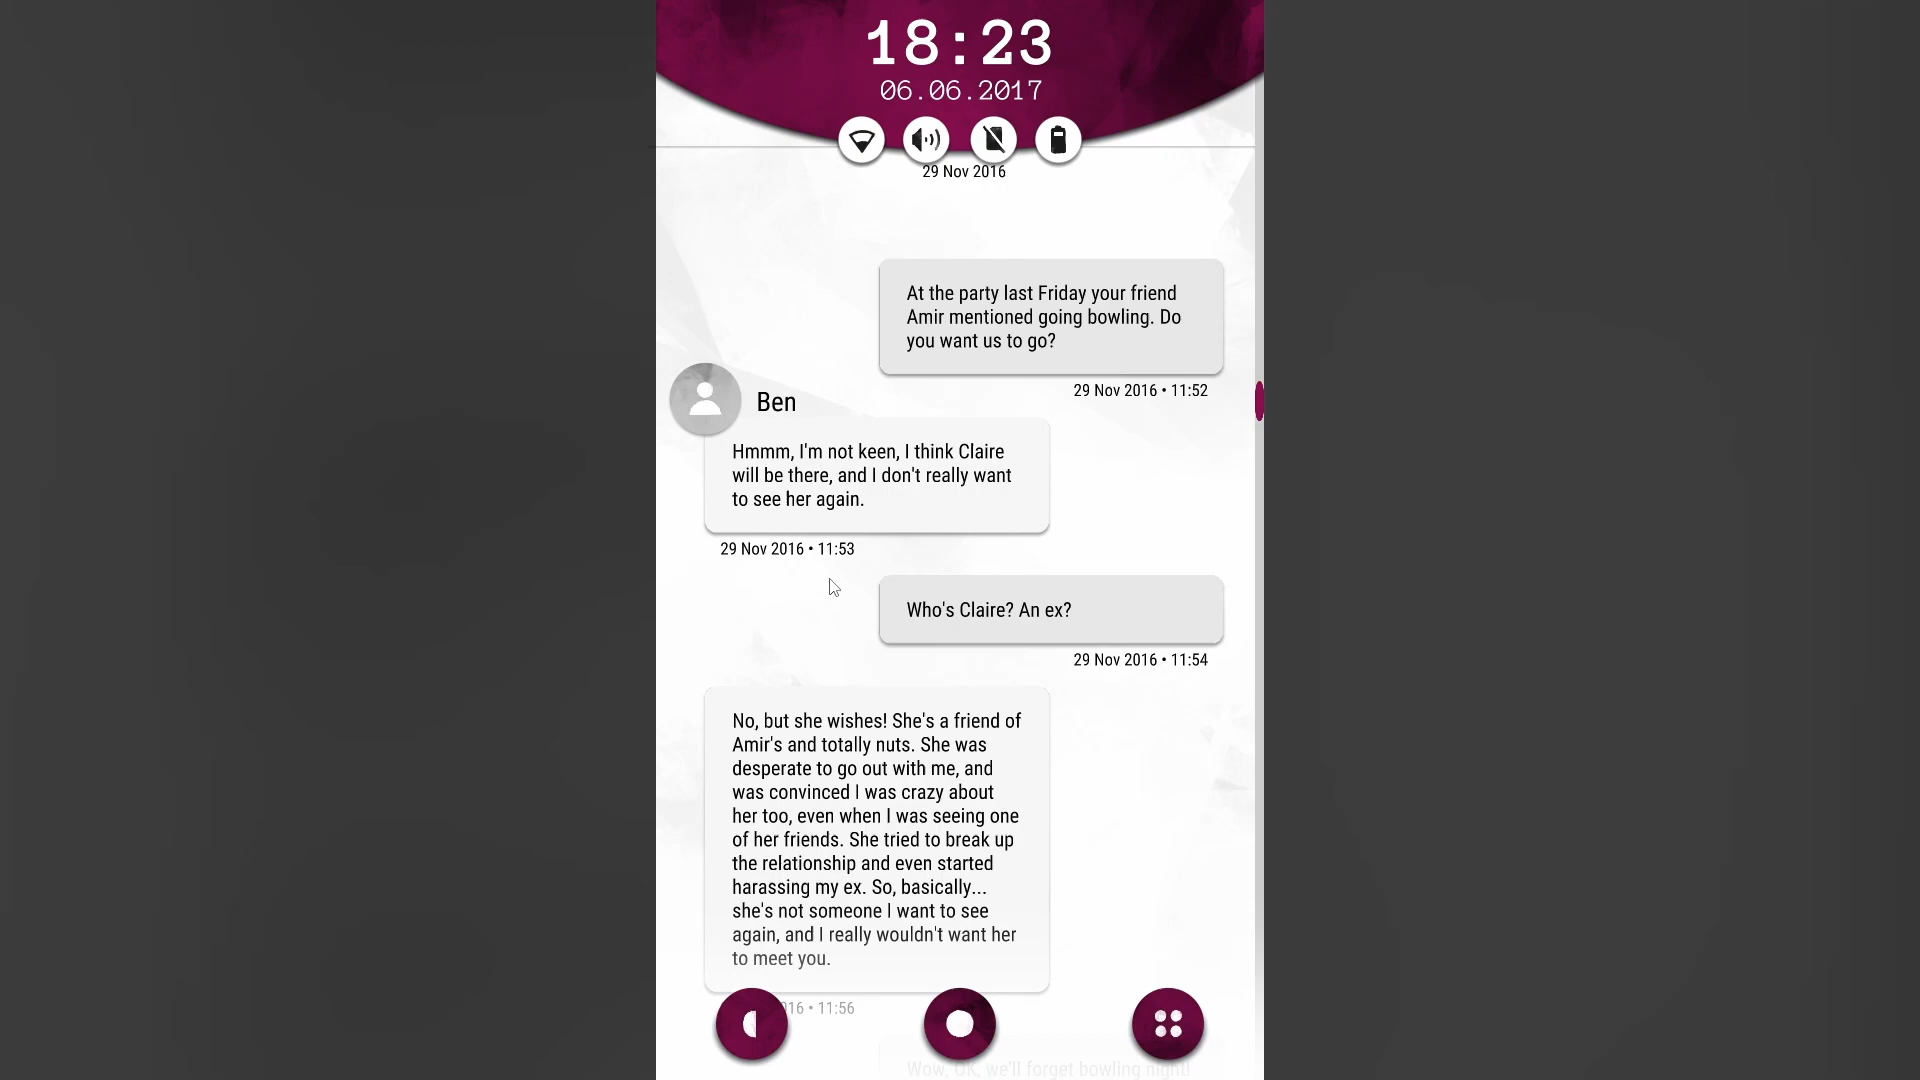 18:23
06.06.2017
29 Nov 2016
At the party last Friday your friend
Amir mentioned going bowling. Do
you want us to go?
29 Nov 2016 • 11:52
Ben
Hmmm, I'm not keen, I think Claire
will be there, and I don't really want
to see her again.
29 Nov 2016 • 11:53
Who's Claire? An ex?
29 Nov 2016 • 11:54
No, but she wishes! She's a friend of
Amir's and totally nuts. She was
desperate to go out with me, and
was convinced I was crazy about
her too, even when I was seeing one
of her friends. She tried to break up
the relationship and even started
harassing my ex. So, basically...
she's not someone I want to see
again, and I really wouldn't want her
to meet you.
16 • 11:56
Wow, OK, we'll forget bowling night!